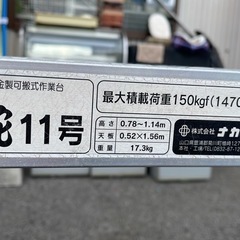 金製可搬式作業台
11号
最大積載荷重150kgf(1470
高さ 0.78~1.14m
天板 0.52×1.56m
重量 17.3kg
株式会社ナカ